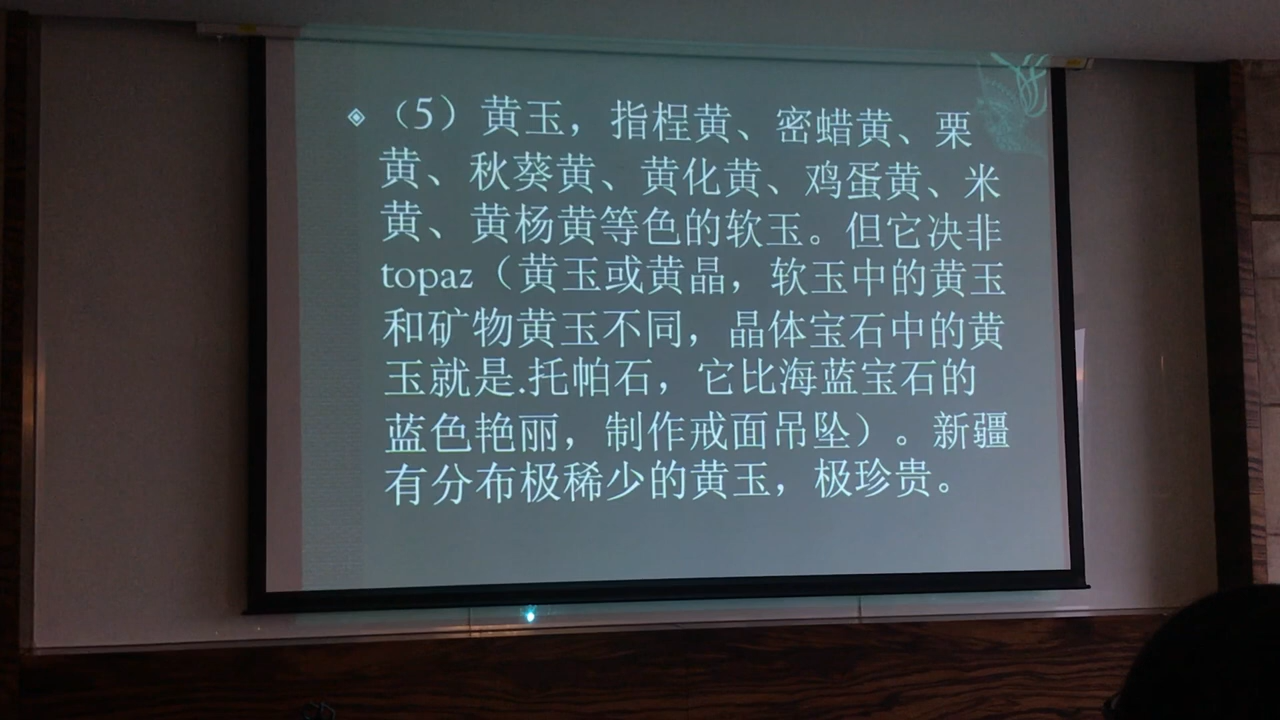 (5) 黄玉，指桯黄、密蜡黄、栗
黄、秋葵黄、黄化黄、鸡蛋黄、米
黄、黄杨黄等色的软玉。但它决非
topaz（黄玉或黄晶，软玉中的黄玉
和矿物黄玉不同，晶体宝石中的黄
玉就是.托帕石，它比海蓝宝石的
蓝色艳丽，制作戒面吊坠）。新疆
有分布极稀少的黄玉，极珍贵。